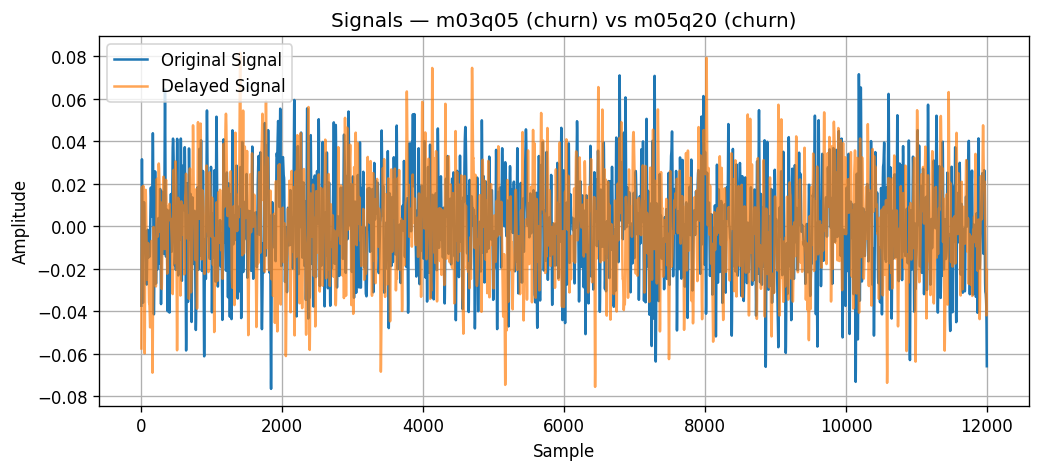 Signals — m03q05 (churn) vs m05q20 (churn)
Original Signal
Delayed Signal
Amplitude
0.08
0.06
0.04
0.02
0.00
−0.02
−0.04
−0.06
−0.08
0 2000 4000 6000 8000 10000 12000
Sample